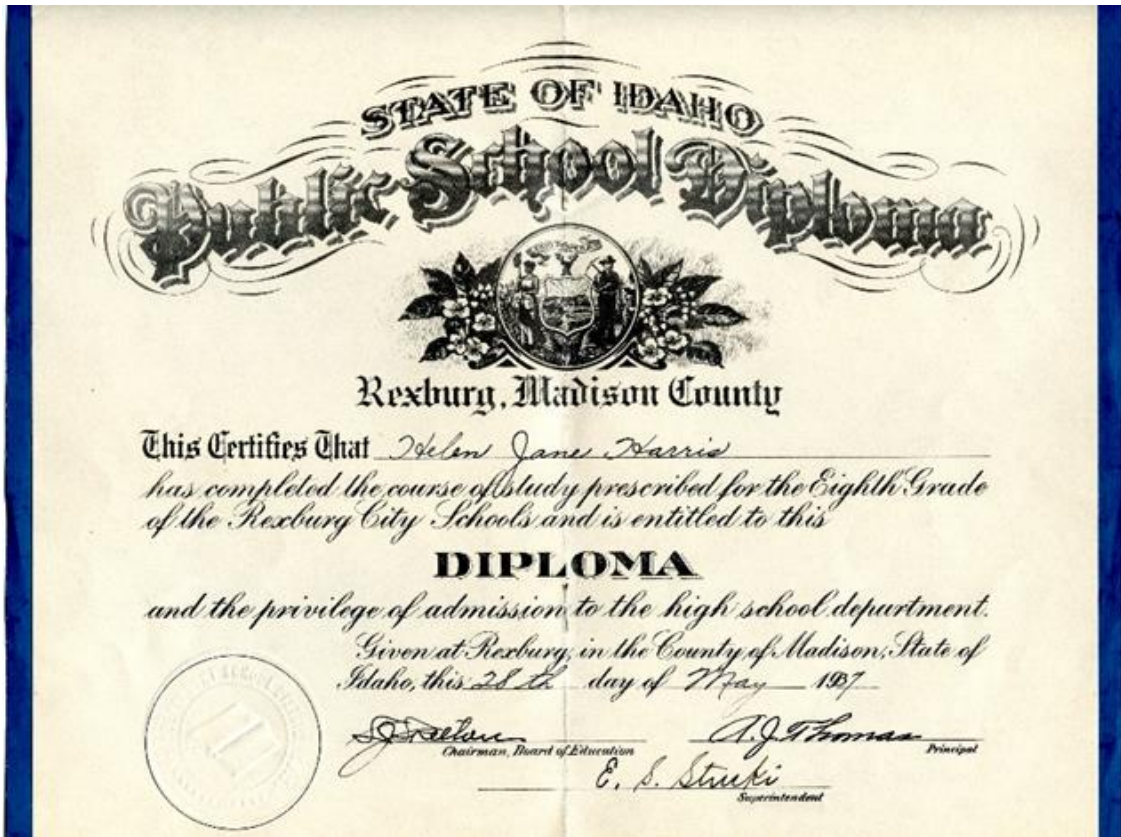 STATE OF IDAHO
Public School Diploma
Rexburg, Madison County
This Certifies That Helen Jane Harris
has completed the course of study prescribed for the Eighth Grade
of the Rexburg City Schools and is entitled to this
DIPLOMA
and the privilege of admission to the high school department.
Given at Rexburg, in the County of Madison, State of
Idaho, this 28th day of May 1937
A. J. Thomas
Chairman, Board of Education Principal
E. S. Stucki
Superintendent